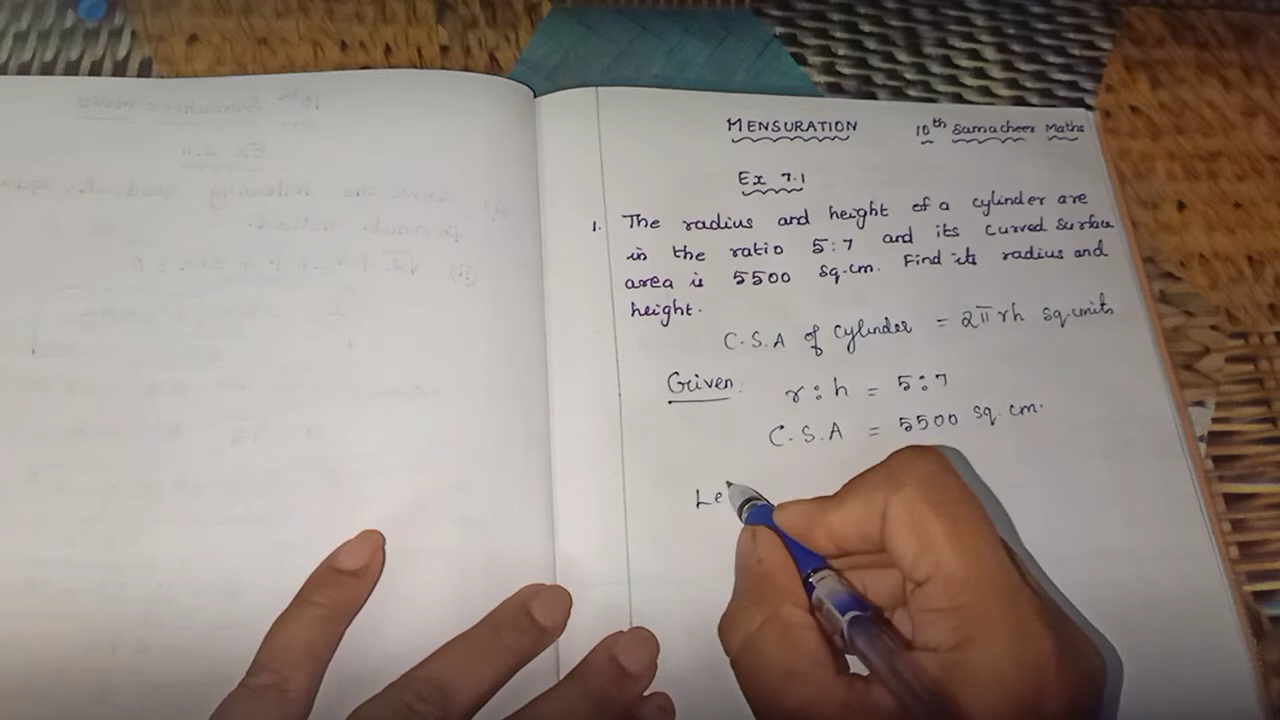 MENSURATION 10th Samacheer Maths
Ex 7.1
1. The radius and height of a cylinder are
in the ratio 5:7 and its curved surface
area is 5500 sq.cm. Find its radius and
height.
C.S.A of cylinder = 2πrh sq.units
Given: r:h = 5:7
C.S.A = 5500 sq.cm.
Le